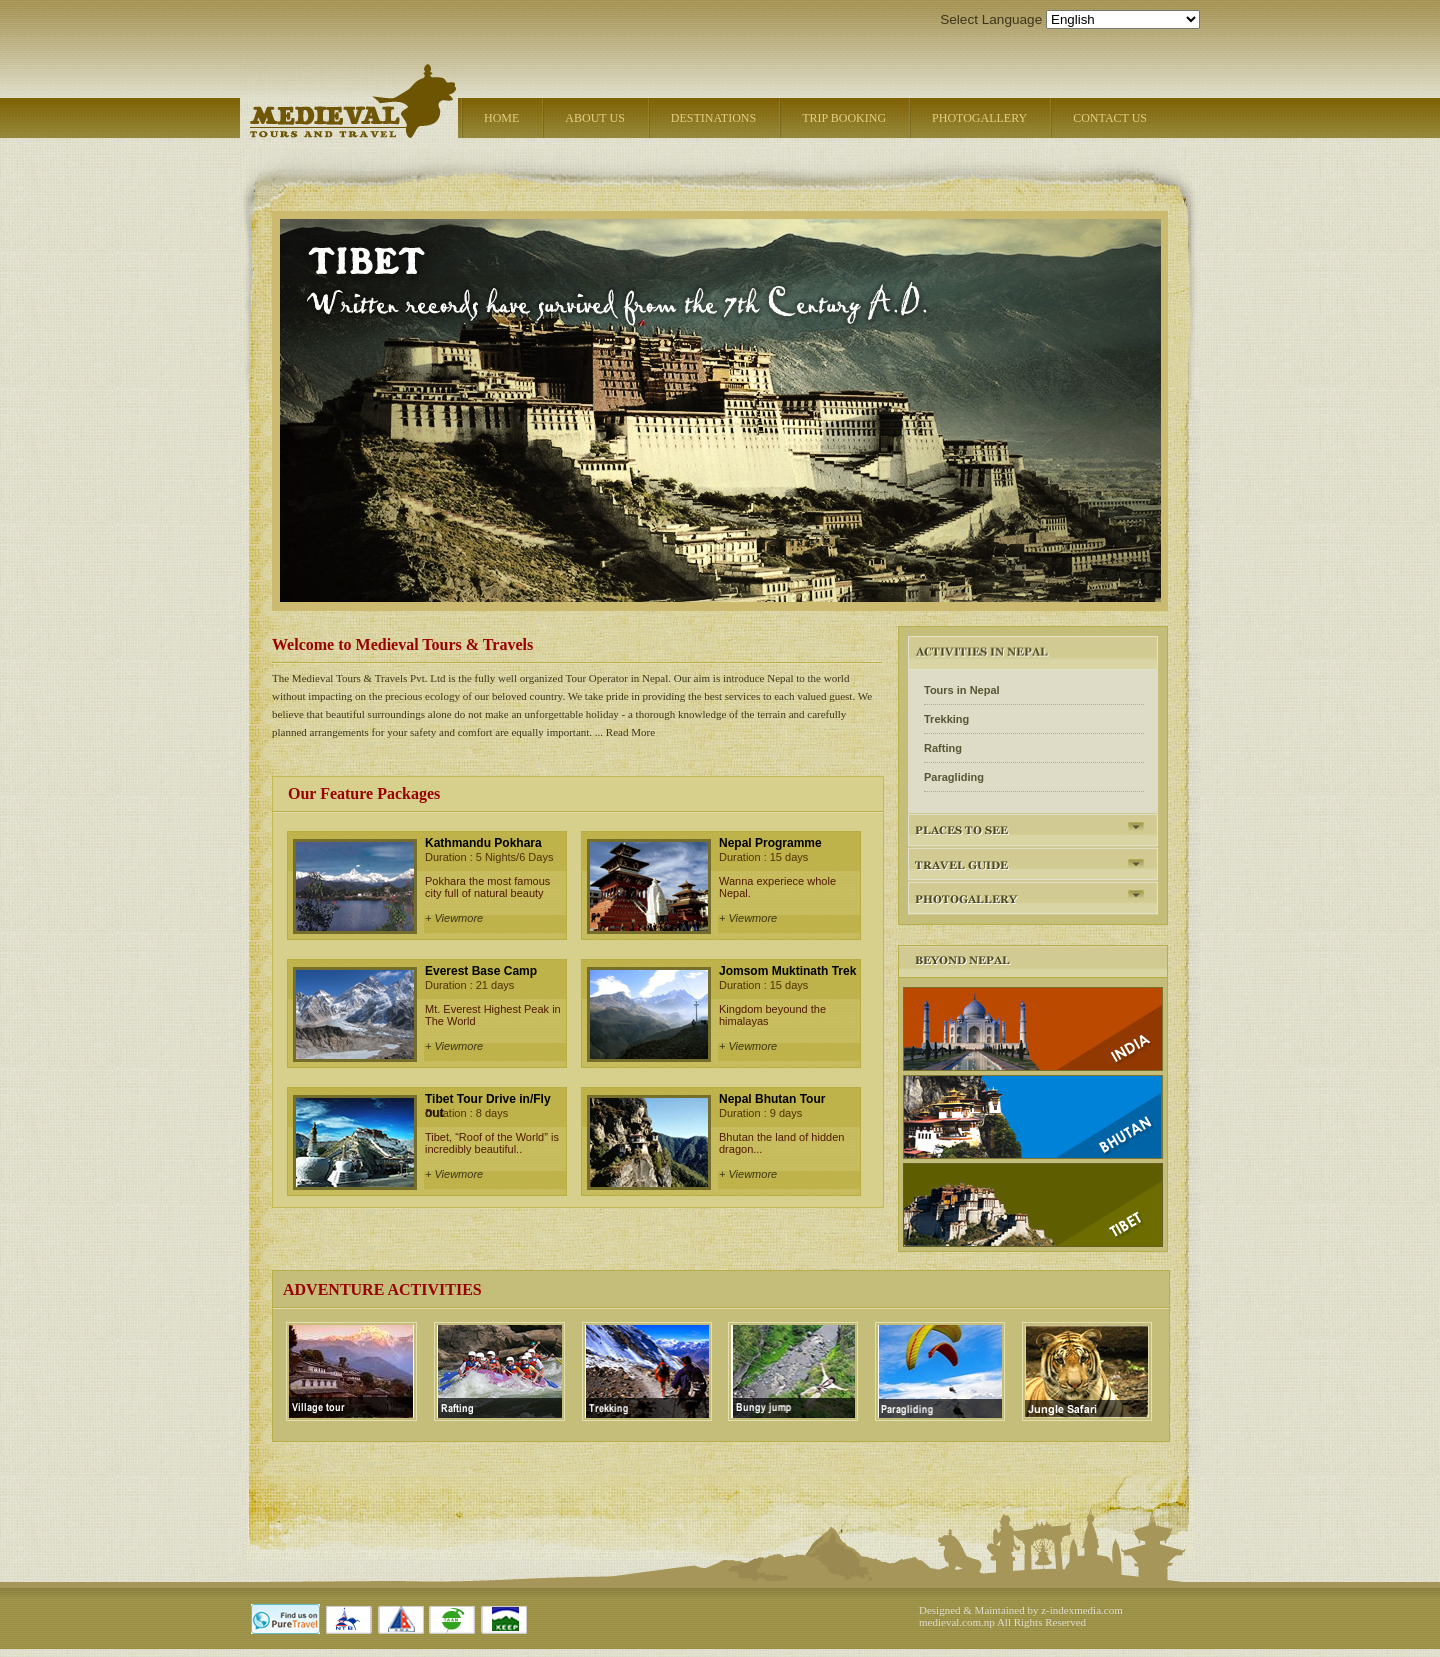 Select Language English
MEDIEVAL
TOURS AND TRAVEL
HOME
ABOUT US
DESTINATIONS
TRIP BOOKING
PHOTOGALLERY
CONTACT US
TIBET
Written records have survived from the 7th Century A.D.
Welcome to Medieval Tours & Travels
The Medieval Tours & Travels Pvt. Ltd is the fully well organized Tour Operator in Nepal. Our aim is introduce Nepal to the world
without impacting on the precious ecology of our beloved country. We take pride in providing the best services to each valued guest. We
believe that beautiful surroundings alone do not make an unforgettable holiday - a thorough knowledge of the terrain and carefully
planned arrangements for your safety and comfort are equally important. ... Read More
Our Feature Packages
Kathmandu Pokhara
Duration : 5 Nights/6 Days
Pokhara the most famous
city full of natural beauty
+ Viewmore
Nepal Programme
Duration : 15 days
Wanna experiece whole
Nepal.
+ Viewmore
Everest Base Camp
Duration : 21 days
Mt. Everest Highest Peak in
The World
+ Viewmore
Jomsom Muktinath Trek
Duration : 15 days
Kingdom beyound the
himalayas
+ Viewmore
Tibet Tour Drive in/Fly
out
Duration : 8 days
Tibet, “Roof of the World” is
incredibly beautiful..
+ Viewmore
Nepal Bhutan Tour
Duration : 9 days
Bhutan the land of hidden
dragon...
+ Viewmore
ACTIVITIES IN NEPAL
Tours in Nepal
Trekking
Rafting
Paragliding
PLACES TO SEE
TRAVEL GUIDE
PHOTOGALLERY
BEYOND NEPAL
INDIA
BHUTAN
TIBET
ADVENTURE ACTIVITIES
Village tour
Rafting
Trekking
Bungy jump
Paragliding
Jungle Safari
Find us on
PureTravel
NTB
TAAN
KEEP
Designed & Maintained by z-indexmedia.com
medieval.com.np All Rights Reserved